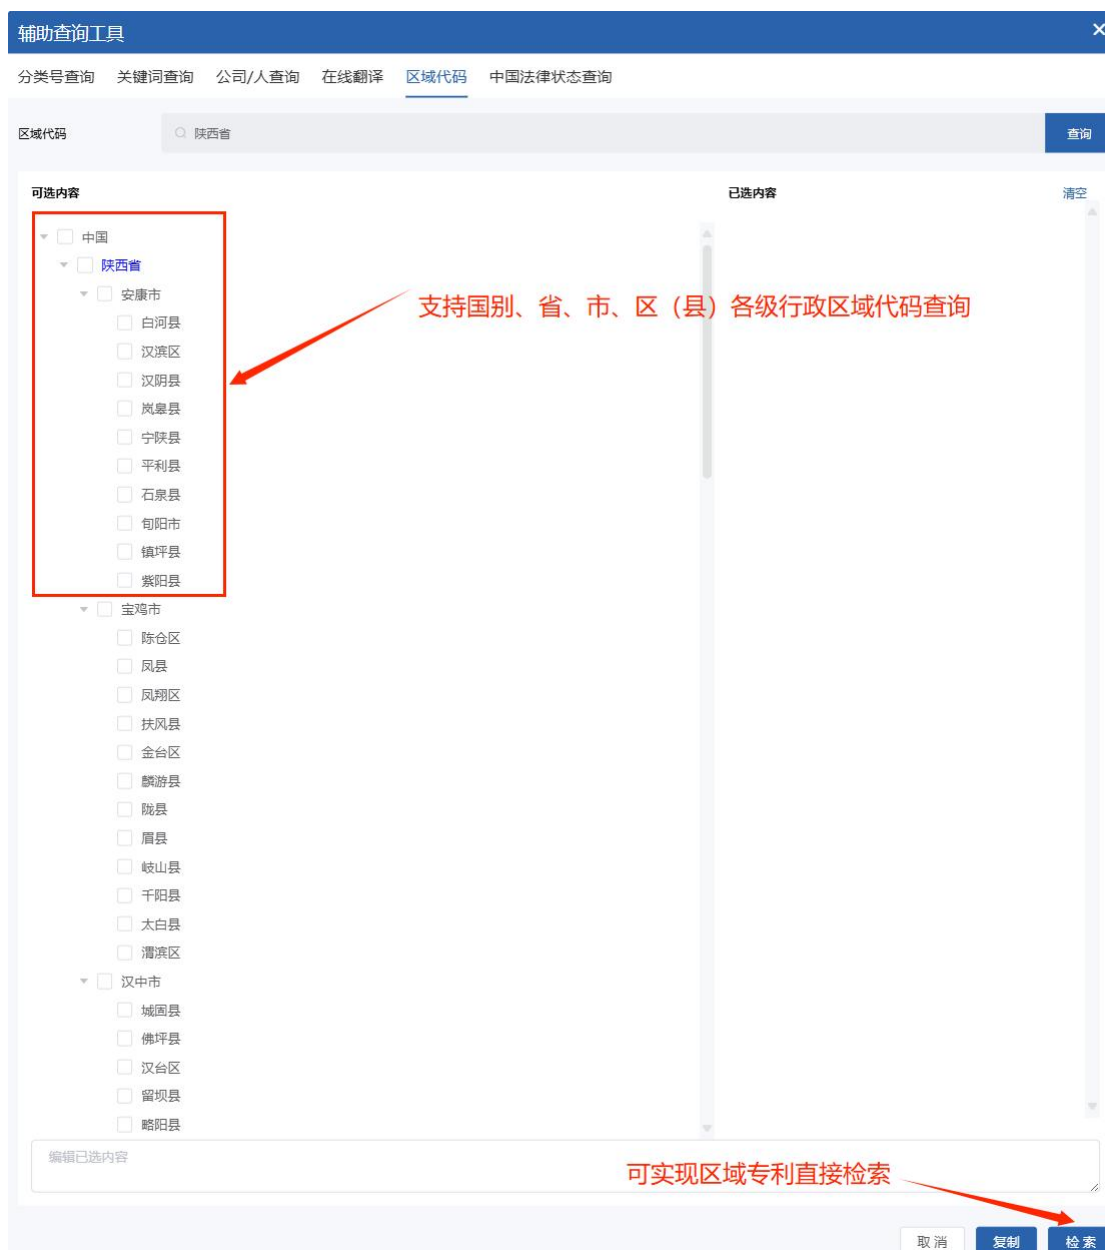 辅助查询工具
分类号查询 关键词查询 公司/人查询 在线翻译 区域代码 中国法律状态查询
区域代码 陕西省 查询
可选内容 已选内容 清空
中国
陕西省
安康市
支持国别、省、市、区（县）各级行政区域代码查询
白河县
汉滨区
汉阴县
岚皋县
宁陕县
平利县
石泉县
旬阳市
镇坪县
紫阳县
宝鸡市
陈仓区
凤县
凤翔区
扶风县
金台区
麟游县
陇县
眉县
岐山县
千阳县
太白县
渭滨区
汉中市
城固县
佛坪县
汉台区
留坝县
略阳县
编辑已选内容
可实现区域专利直接检索
取消 复制 检索